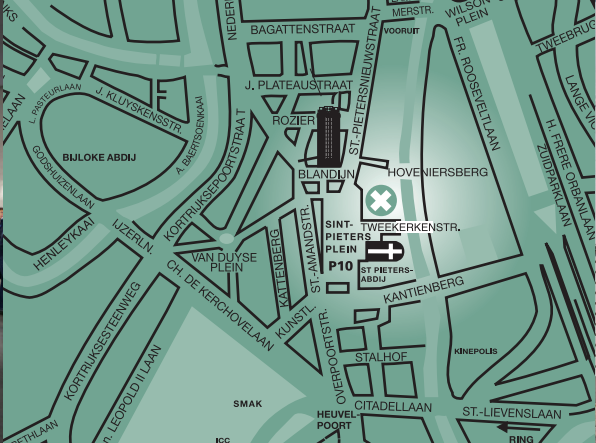 MERSTR.
WILSON
PLEIN
NEDER
BAGATTENSTRAAT
VOORUIT
TWEEBRUG
ST.-PIETERSNIEUWSTRAAT
FR. ROOSEVELTLAAN
J. PLATEAUSTRAAT
L. PASTEURLAAN
J. KLUYSKENSSTR.
LANGE VIO
ROZIER
A. BAERTSOENKAAI
H. FRERE ORBANLAAN
ZUIDPARKLAAN
BIJLOKE ABDIJ
GODSHUIZENLAAN
KORTRIJKSEPOORTSTRAAT
BLANDIJN
HOVENIERSBERG
HENLEYKAAI
IJZERLN.
VAN DUYSE
PLEIN
KATTENBERG
ST.-AMANDSTR.
SINT-
PIETERS
PLEIN
P10
TWEEKERKENSTR.
ST PIETERS-
ABDIJ
CH. DE KERCHOVELAAN
KUNSTL.
KANTIENBERG
KORTRIJKSESTEENWEG
OVERPOORTSTR.
STALHOF
KINEPOLIS
LEOPOLD II LAAN
SMAK
CITADELLAAN
HEUVEL-
POORT
ST.-LIEVENSLAAN
RING
ICC